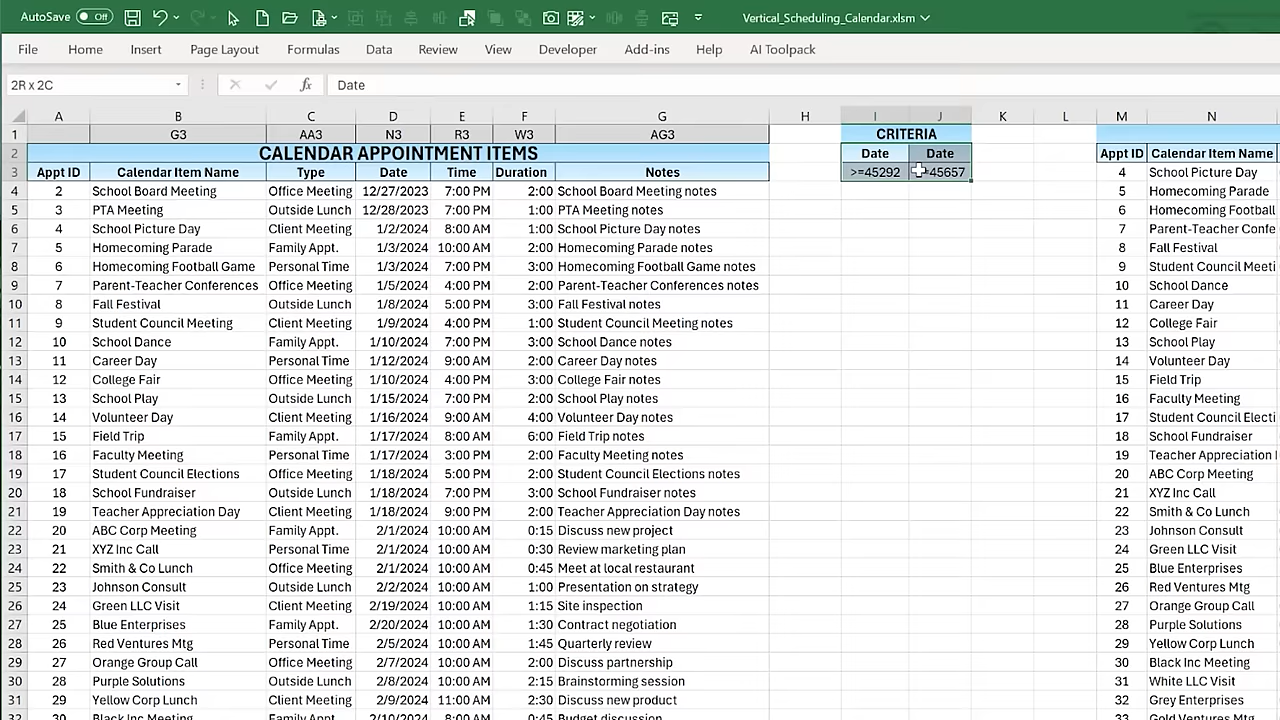 AutoSave Off Vertical_Scheduling_Calendar.xlsm
File Home Insert Page Layout Formulas Data Review View Developer Add-ins Help AI Toolpack
2R x 2C fx Date
A B C D E F G H I J K L M N
1 G3 AA3 N3 R3 W3 AG3 CRITERIA
2 CALENDAR APPOINTMENT ITEMS Date Date Appt ID Calendar Item Name
3 Appt ID Calendar Item Name Type Date Time Duration Notes >=45292 45657 4 School Picture Day
4 2 School Board Meeting Office Meeting 12/27/2023 7:00 PM 2:00 School Board Meeting notes 5 Homecoming Parade
5 3 PTA Meeting Outside Lunch 12/28/2023 7:00 PM 1:00 PTA Meeting notes 6 Homecoming Football
6 4 School Picture Day Client Meeting 1/2/2024 8:00 AM 1:00 School Picture Day notes 7 Parent-Teacher Confe
7 5 Homecoming Parade Family Appt. 1/3/2024 10:00 AM 2:00 Homecoming Parade notes 8 Fall Festival
8 6 Homecoming Football Game Personal Time 1/3/2024 7:00 PM 3:00 Homecoming Football Game notes 9 Student Council Meeti
9 7 Parent-Teacher Conferences Office Meeting 1/5/2024 4:00 PM 2:00 Parent-Teacher Conferences notes 10 School Dance
10 8 Fall Festival Outside Lunch 1/8/2024 5:00 PM 3:00 Fall Festival notes 11 Career Day
11 9 Student Council Meeting Client Meeting 1/9/2024 4:00 PM 1:00 Student Council Meeting notes 12 College Fair
12 10 School Dance Family Appt. 1/10/2024 7:00 PM 3:00 School Dance notes 13 School Play
13 11 Career Day Personal Time 1/12/2024 9:00 AM 2:00 Career Day notes 14 Volunteer Day
14 12 College Fair Office Meeting 1/10/2024 4:00 PM 3:00 College Fair notes 15 Field Trip
15 13 School Play Outside Lunch 1/15/2024 7:00 PM 2:00 School Play notes 16 Faculty Meeting
16 14 Volunteer Day Client Meeting 1/16/2024 9:00 AM 4:00 Volunteer Day notes 17 Student Council Electi
17 15 Field Trip Family Appt. 1/17/2024 8:00 AM 6:00 Field Trip notes 18 School Fundraiser
18 16 Faculty Meeting Personal Time 1/17/2024 3:00 PM 2:00 Faculty Meeting notes 19 Teacher Appreciation
19 17 Student Council Elections Office Meeting 1/18/2024 5:00 PM 2:00 Student Council Elections notes 20 ABC Corp Meeting
20 18 School Fundraiser Outside Lunch 1/18/2024 7:00 PM 3:00 School Fundraiser notes 21 XYZ Inc Call
21 19 Teacher Appreciation Day Client Meeting 1/18/2024 9:00 PM 2:00 Teacher Appreciation Day notes 22 Smith & Co Lunch
22 20 ABC Corp Meeting Family Appt. 2/1/2024 10:00 AM 0:15 Discuss new project 23 Johnson Consult
23 21 XYZ Inc Call Personal Time 2/1/2024 10:00 AM 0:30 Review marketing plan 24 Green LLC Visit
24 22 Smith & Co Lunch Office Meeting 2/1/2024 10:00 AM 0:45 Meet at local restaurant 25 Blue Enterprises
25 23 Johnson Consult Outside Lunch 2/2/2024 10:00 AM 1:00 Presentation on strategy 26 Red Ventures Mtg
26 24 Green LLC Visit Client Meeting 2/19/2024 10:00 AM 1:15 Site inspection 27 Orange Group Call
27 25 Blue Enterprises Family Appt. 2/20/2024 10:00 AM 1:30 Contract negotiation 28 Purple Solutions
28 26 Red Ventures Mtg Personal Time 2/5/2024 10:00 AM 1:45 Quarterly review 29 Yellow Corp Lunch
29 27 Orange Group Call Office Meeting 2/7/2024 10:00 AM 2:00 Discuss partnership 30 Black Inc Meeting
30 28 Purple Solutions Outside Lunch 2/8/2024 10:00 AM 2:15 Brainstorming session 31 White LLC Visit
31 29 Yellow Corp Lunch Client Meeting 2/9/2024 11:00 AM 2:30 Discuss new product 32 Grey Enterprises
32 30 Black Inc Meeting Family Appt. 2/10/2024 8:00 AM 0:45 Budget discussion 33 Gold Ventures Mtg